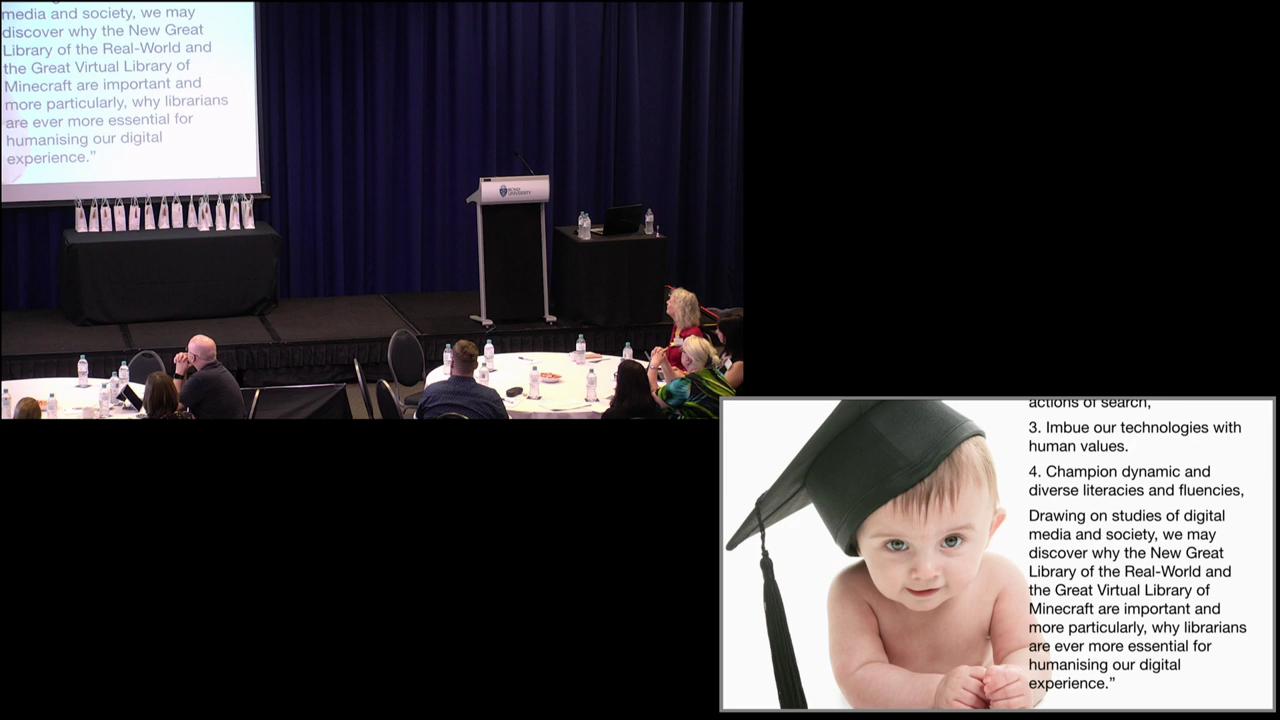 media and society, we may
discover why the New Great
Library of the Real-World and
the Great Virtual Library of
Minecraft are important and
more particularly, why librarians
are ever more essential for
humanising our digital
experience.”
BOND
UNIVERSITY
actions of search,
3. Imbue our technologies with
human values.
4. Champion dynamic and
diverse literacies and fluencies,
Drawing on studies of digital
media and society, we may
discover why the New Great
Library of the Real-World and
the Great Virtual Library of
Minecraft are important and
more particularly, why librarians
are ever more essential for
humanising our digital
experience.”